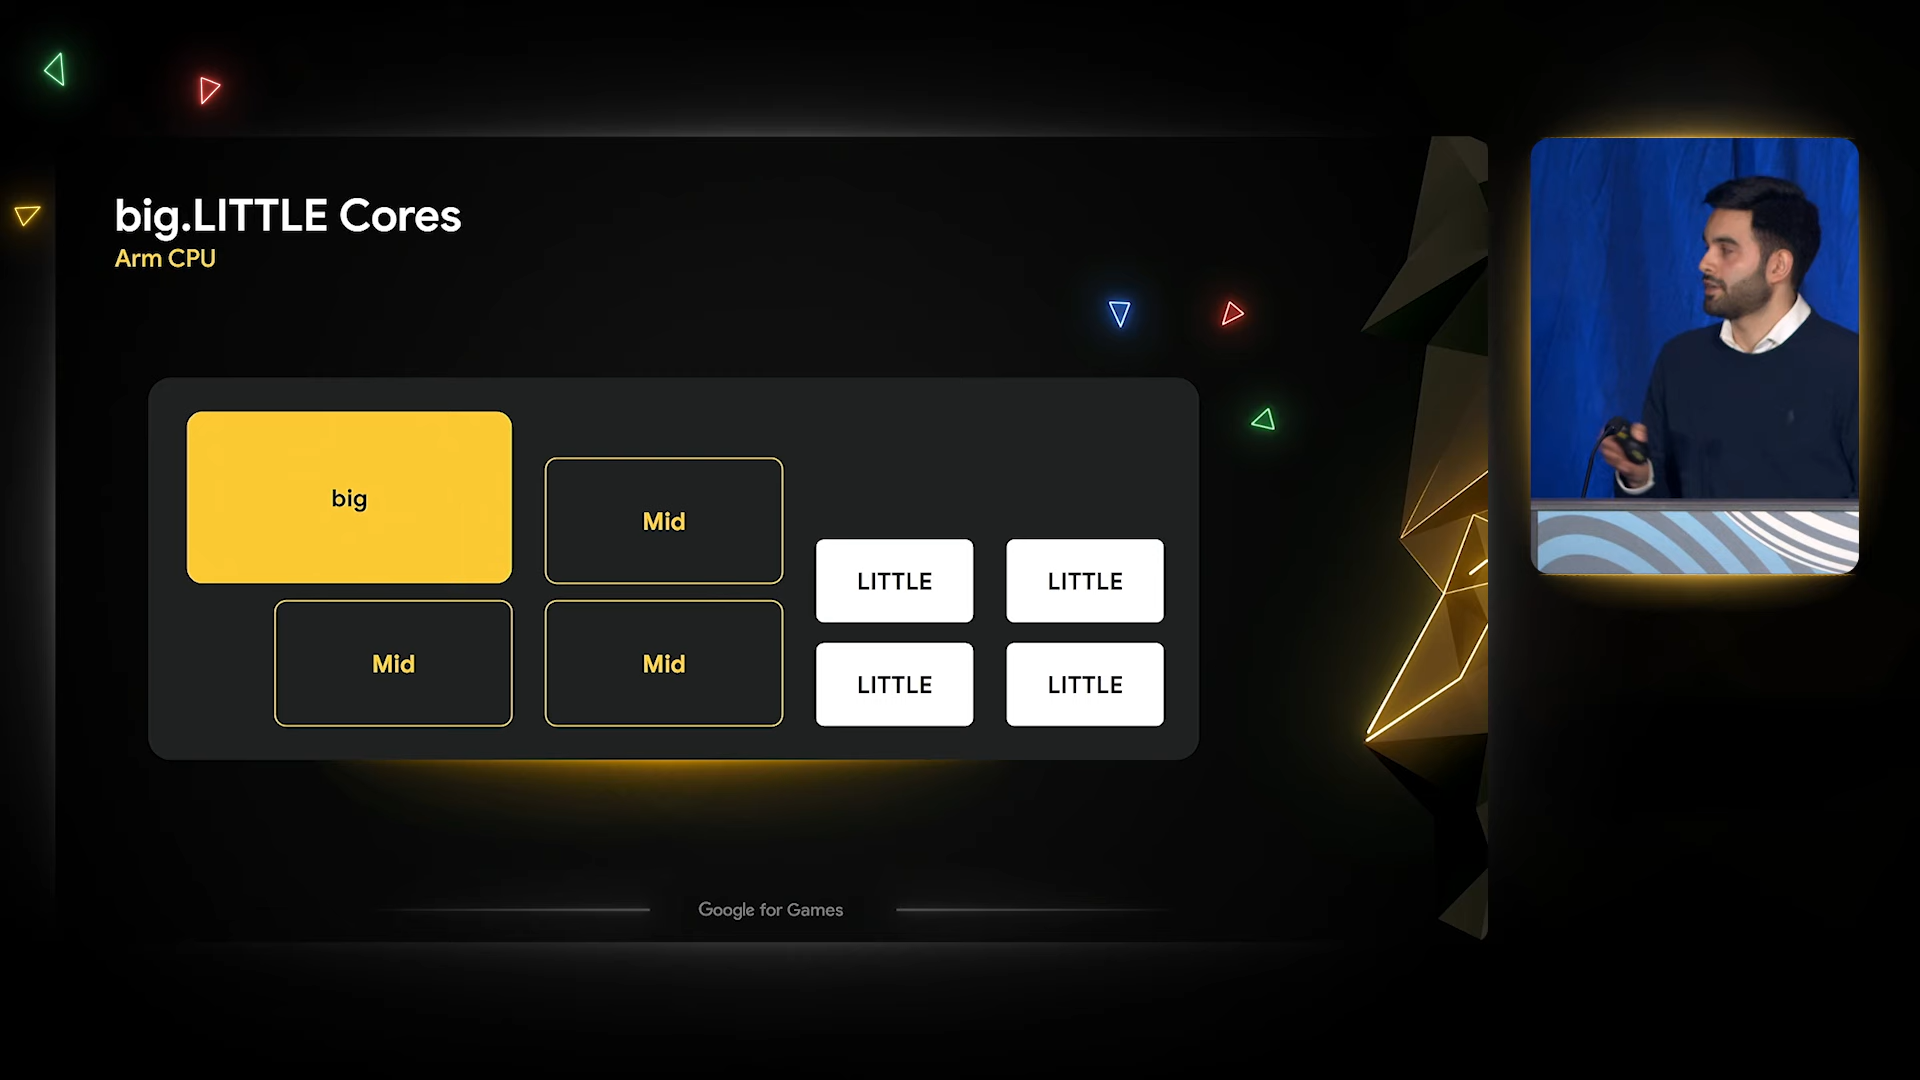 big.LITTLE Cores
Arm CPU
big
Mid
Mid
Mid
LITTLE
LITTLE
LITTLE
LITTLE
Google for Games